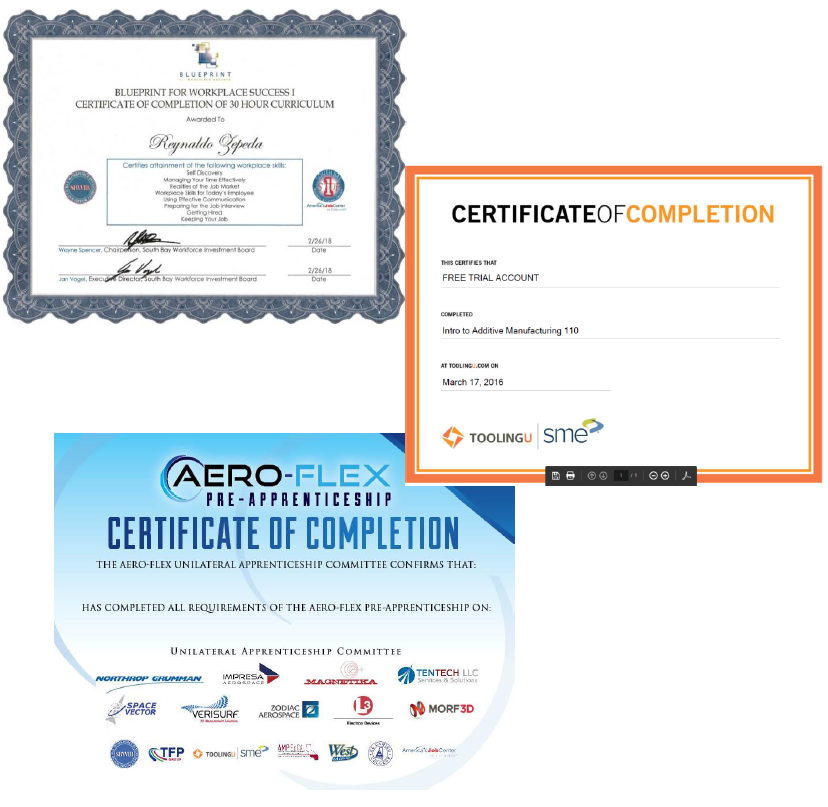 BLUEPRINT
BLUEPRINT FOR WORKPLACE SUCCESS I
CERTIFICATE OF COMPLETION OF 30 HOUR CURRICULUM
Awarded To
Reynaldo Zepeda
Certifies attainment of the following workplace skills:
Self Discovery
Managing Your Time Effectively
Realities of the Job Market
Workplace Skills for Today's Employee
Using Effective Communication
Preparing for the Job Interview
Getting Hired
Keeping Your Job
SBWIB
America's JobCenter
2/26/18
Wayne Spencer, Chairperson, South Bay Workforce Investment Board
Date
2/26/18
Jan Vogel, Executive Director, South Bay Workforce Investment Board
Date
CERTIFICATEOFCOMPLETION
THIS CERTIFIES THAT
FREE TRIAL ACCOUNT
COMPLETED
Intro to Additive Manufacturing 110
AT TOOLINGU.COM ON
March 17, 2016
TOOLINGU sme
AERO-FLEX
PRE-APPRENTICESHIP
CERTIFICATE OF COMPLETION
THE AERO-FLEX UNILATERAL APPRENTICESHIP COMMITTEE CONFIRMS THAT:
HAS COMPLETED ALL REQUIREMENTS OF THE AERO-FLEX PRE-APPRENTICESHIP ON:
UNILATERAL APPRENTICESHIP COMMITTEE
NORTHROP GRUMMAN
IMPRESA
AEROSPACE
MAGNETIKA
TENTECH LLC
Services & Solutions
SPACE
VECTOR
VERISURF
ZODIAC
AEROSPACE
L3
Electron Devices
MORF3D
SBWIB
TFP
GROUP
TOOLINGU sme
West
America's JobCenter